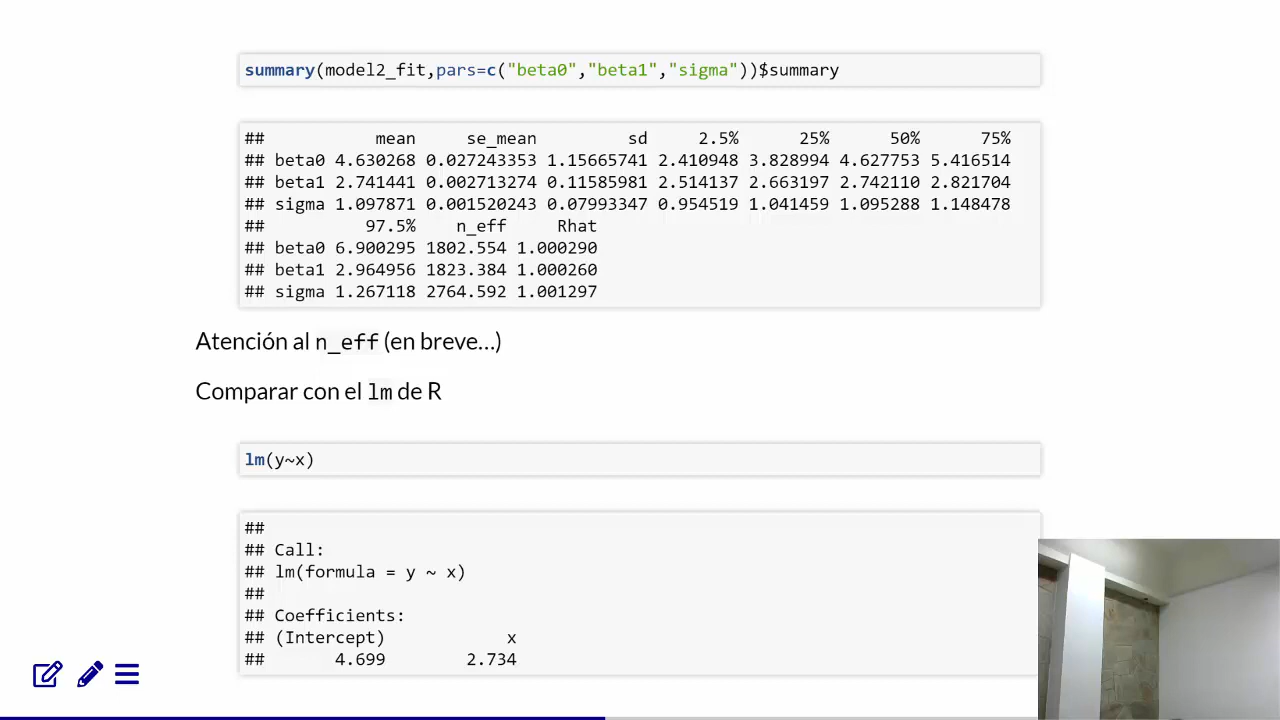 summary(model2_fit,pars=c("beta0","beta1","sigma"))$summary
##           mean     se_mean         sd     2.5%      25%      50%      75%
## beta0 4.630268 0.027243353 1.15665741 2.410948 3.828994 4.627753 5.416514
## beta1 2.741441 0.002713274 0.11585981 2.514137 2.663197 2.742110 2.821704
## sigma 1.097871 0.001520243 0.07993347 0.954519 1.041459 1.095288 1.148478
##          97.5%    n_eff     Rhat
## beta0 6.900295 1802.554 1.000290
## beta1 2.964956 1823.384 1.000260
## sigma 1.267118 2764.592 1.001297
Atención al n_eff (en breve...)
Comparar con el lm de R
lm(y~x)
##
## Call:
## lm(formula = y ~ x)
##
## Coefficients:
## (Intercept)            x
##       4.699        2.734